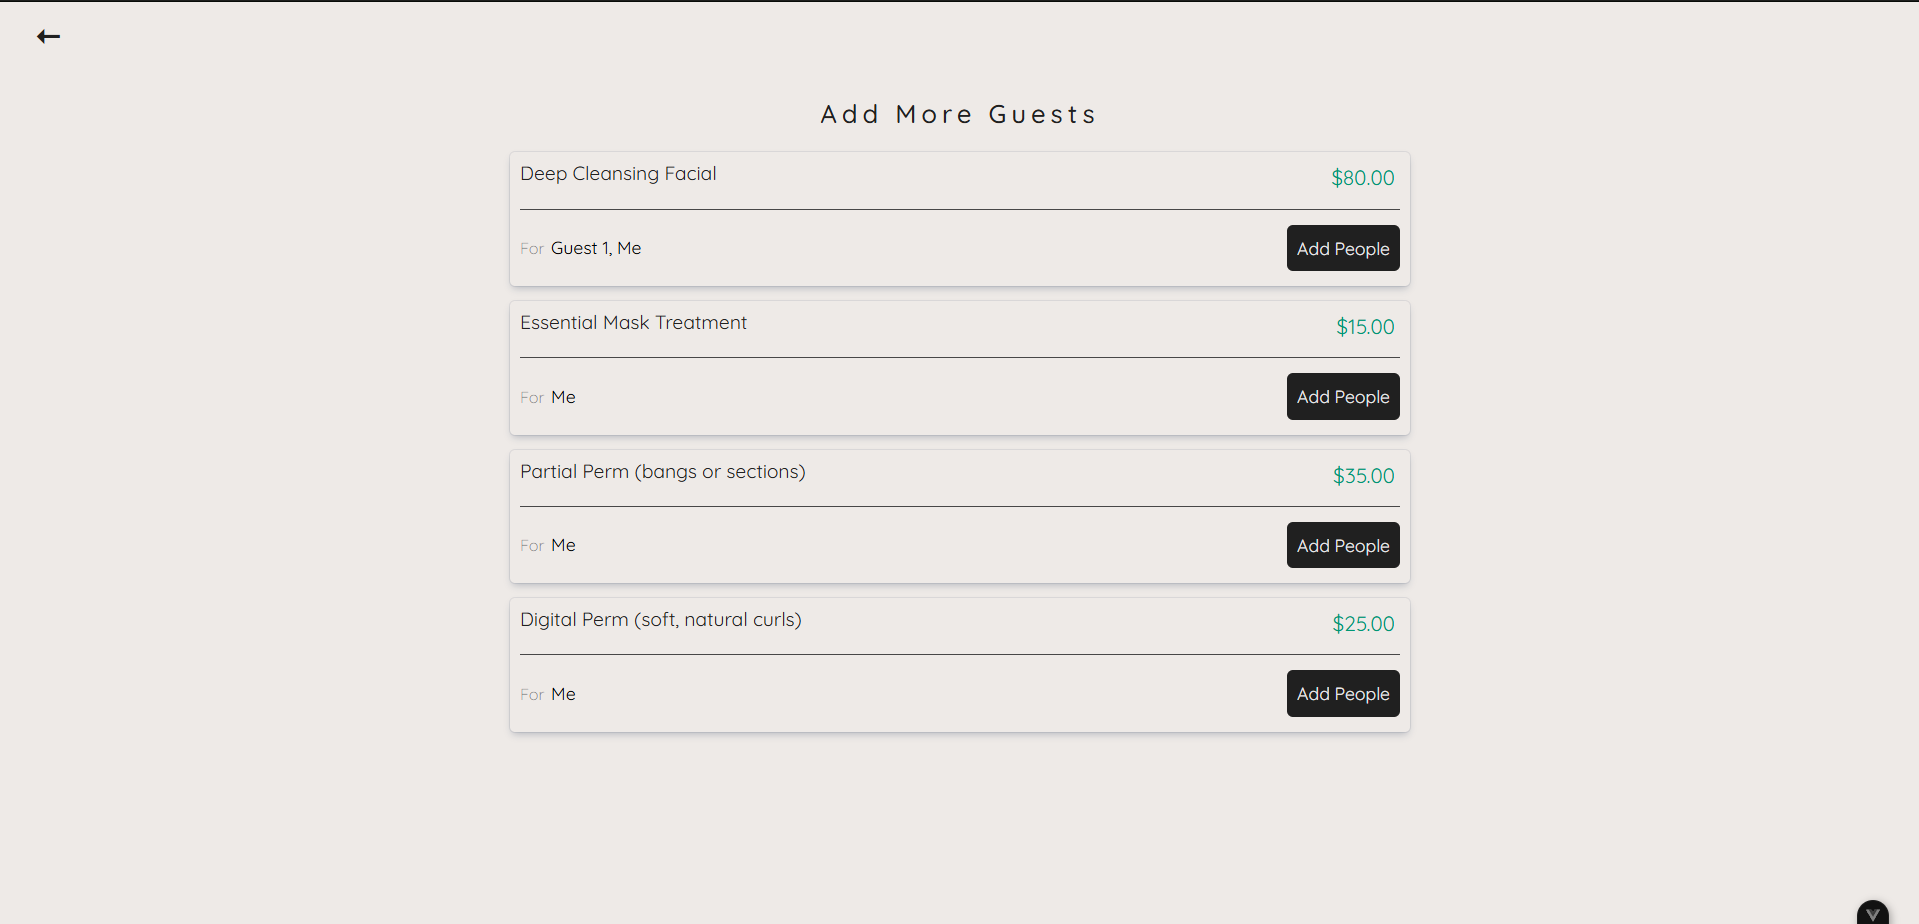 Add More Guests
Deep Cleansing Facial
$80.00
For Guest 1, Me
Add People
Essential Mask Treatment
$15.00
For Me
Add People
Partial Perm (bangs or sections)
$35.00
For Me
Add People
Digital Perm (soft, natural curls)
$25.00
For Me
Add People